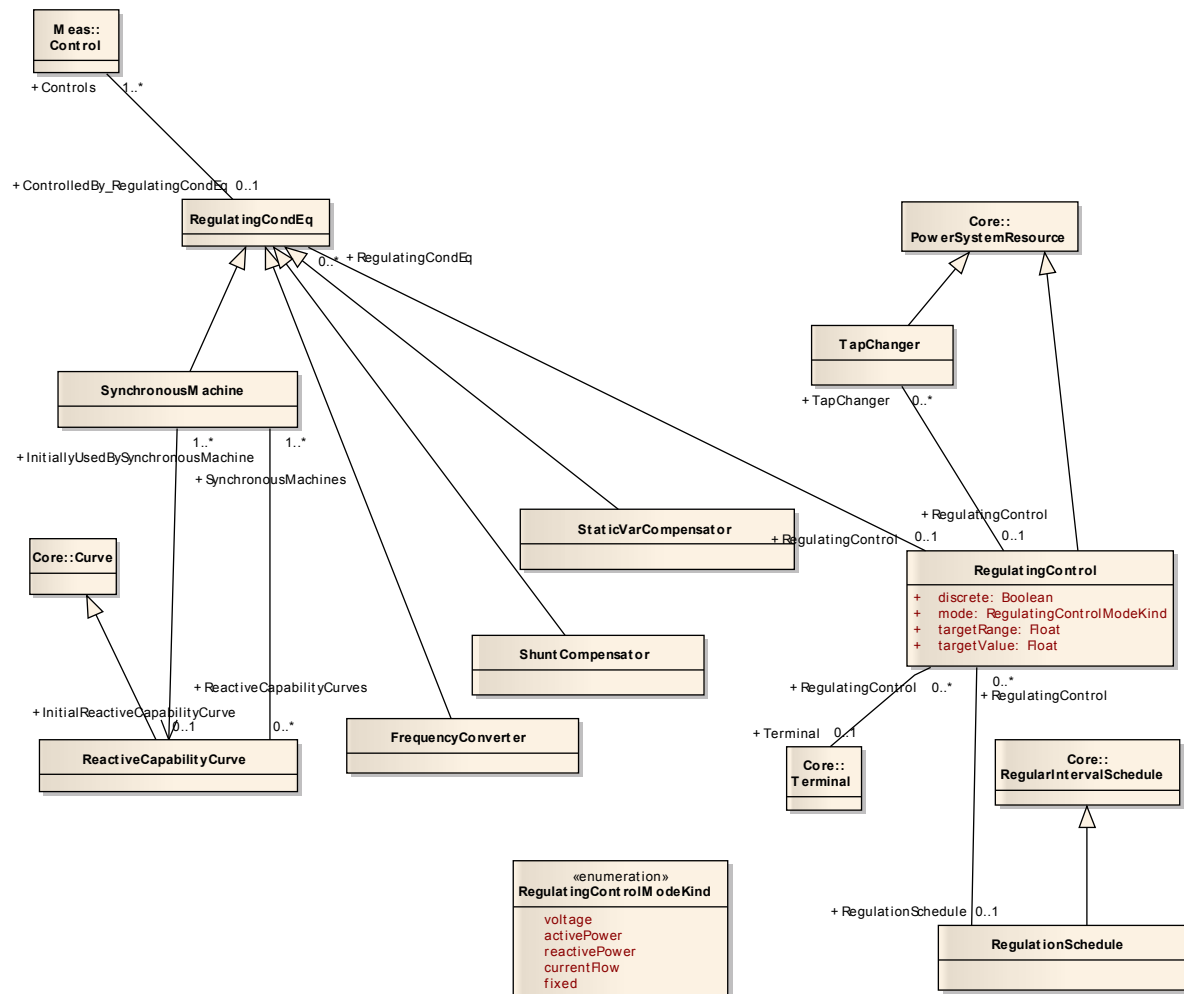 Meas::
Control
+ Controls
1..*
+ ControlledBy_RegulatingCondEq
0..1
RegulatingCondEq
0..*
+ RegulatingCondEq
Core::
PowerSystemResource
TapChanger
+ TapChanger
0..*
SynchronousMachine
1..*
1..*
+ InitiallyUsedBySynchronousMachine
+ SynchronousMachines
StaticVarCompensator
+ RegulatingControl
0..1
+ RegulatingControl
0..1
Core::Curve
RegulatingControl
+ discrete: Boolean
+ mode: RegulatingControlModeKind
+ targetRange: Float
+ targetValue: Float
ShuntCompensator
+ ReactiveCapabilityCurves
+ InitialReactiveCapabilityCurve
0..1
0..*
ReactiveCapabilityCurve
FrequencyConverter
+ RegulatingControl
0..*
0..*
+ RegulatingControl
+ Terminal
0..1
Core::
Terminal
Core::
RegularIntervalSchedule
«enumeration»
RegulatingControlModeKind
voltage
activePower
reactivePower
currentFlow
fixed
+ RegulationSchedule
0..1
RegulationSchedule